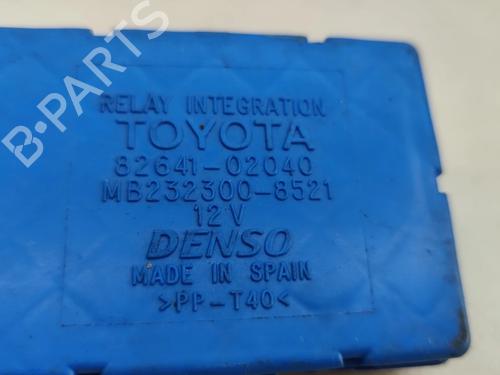 RELAY INTEGRATION
TOYOTA
82641-02040
MB232300-8521
12V
DENSO
MADE IN SPAIN
>PP-T40<
B-PARTS